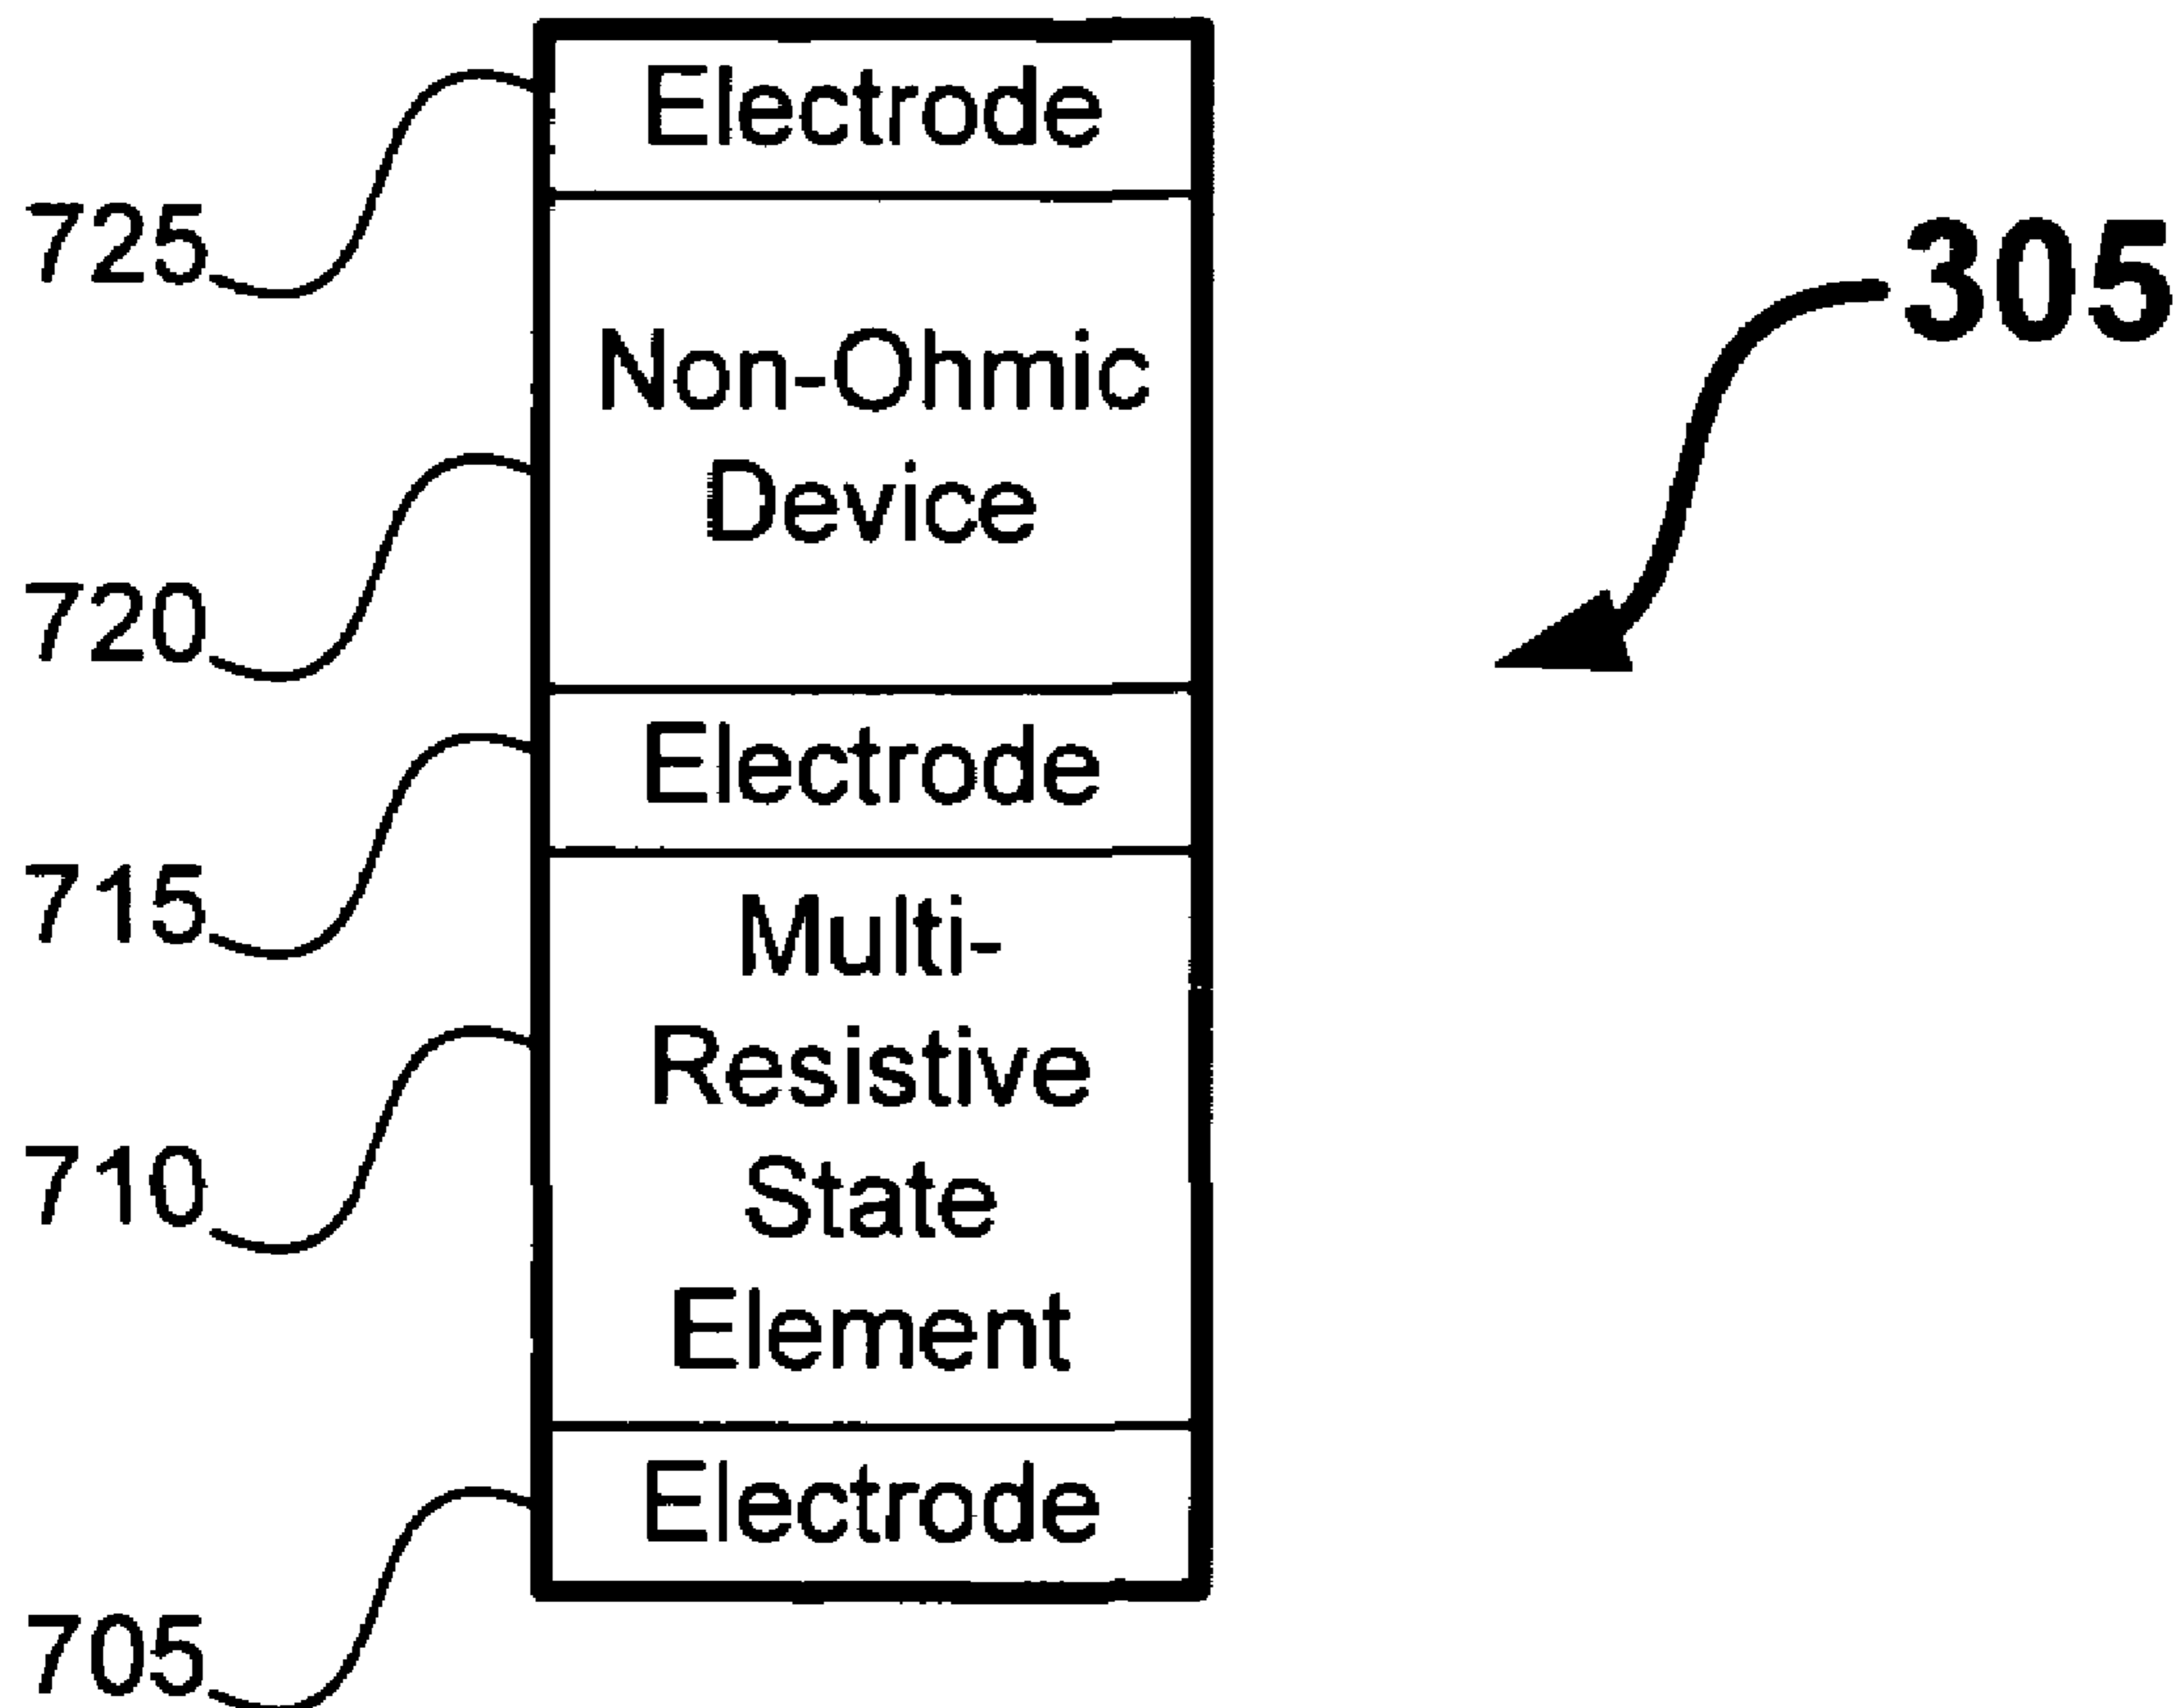 Electrode
725
305
Non-Ohmic
Device
720
Electrode
715
Multi-
Resistive
710
State
Element
Electrode
705